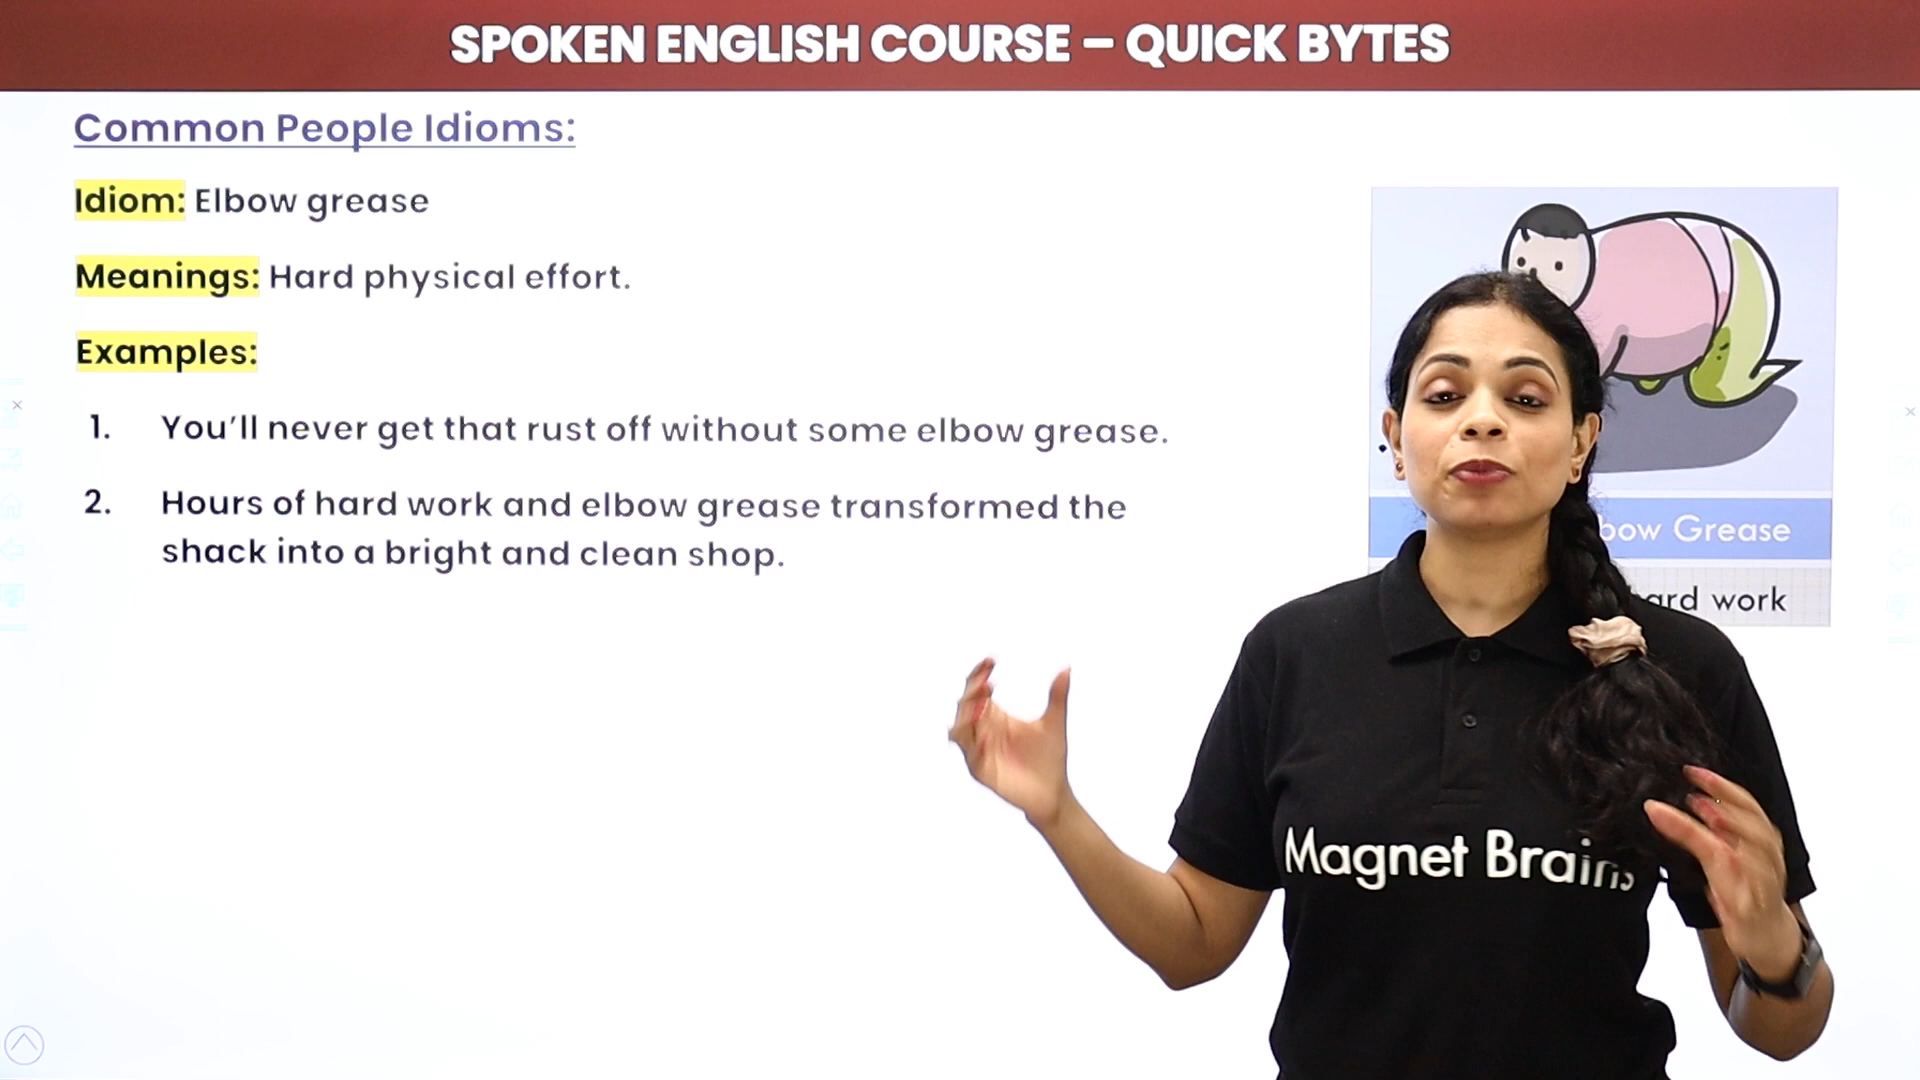 SPOKEN ENGLISH COURSE – QUICK BYTES
Common People Idioms:
Idiom: Elbow grease
Meanings: Hard physical effort.
Examples:
1. You'll never get that rust off without some elbow grease.
2. Hours of hard work and elbow grease transformed the
shack into a bright and clean shop.
Grease
work
Magnet Brains